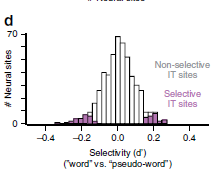 d
70
# Neural sites
Non-selective
IT sites
Selective
IT sites
0
−0.4 −0.2 0.0 0.2 0.4
Selectivity (d')
("word" vs. "pseudo-word")